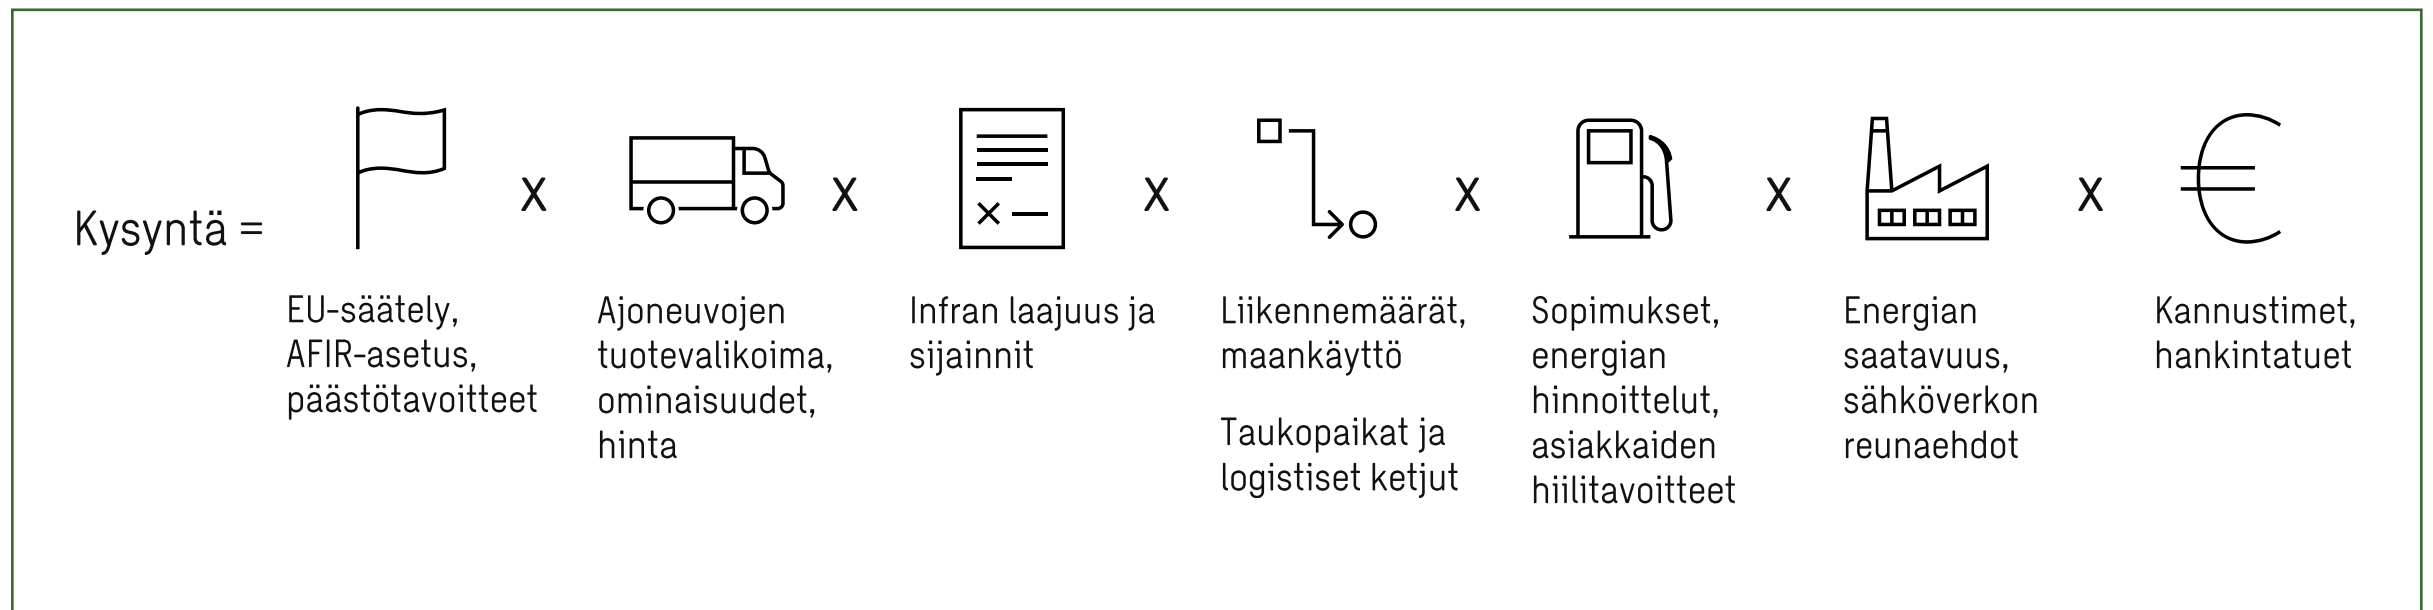 Kysyntä =
x
x
x
x
x
x
EU-säätely,
AFIR-asetus,
päästötavoitteet
Ajoneuvojen
tuotevalikoima,
ominaisuudet,
hinta
Infran laajuus ja
sijainnit
Liikennemäärät,
maankäyttö
Taukopaikat ja
logistiset ketjut
Sopimukset,
energian
hinnoittelut,
asiakkaiden
hiilitavoitteet
Energian
saatavuus,
sähköverkon
reunaehdot
Kannustimet,
hankintatuet